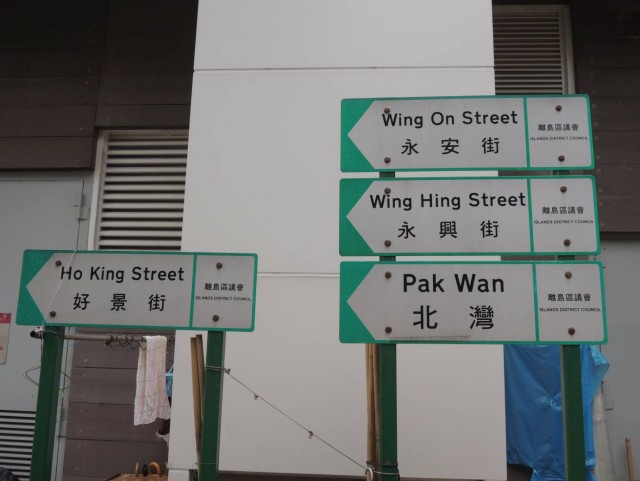 Wing On Street
永安街
離島區議會
ISLANDS DISTRICT COUNCIL
Wing Hing Street
永興街
離島區議會
ISLANDS DISTRICT COUNCIL
Ho King Street
好景街
離島區議會
ISLANDS DISTRICT COUNCIL
Pak Wan
北灣
離島區議會
ISLANDS DISTRICT COUNCIL